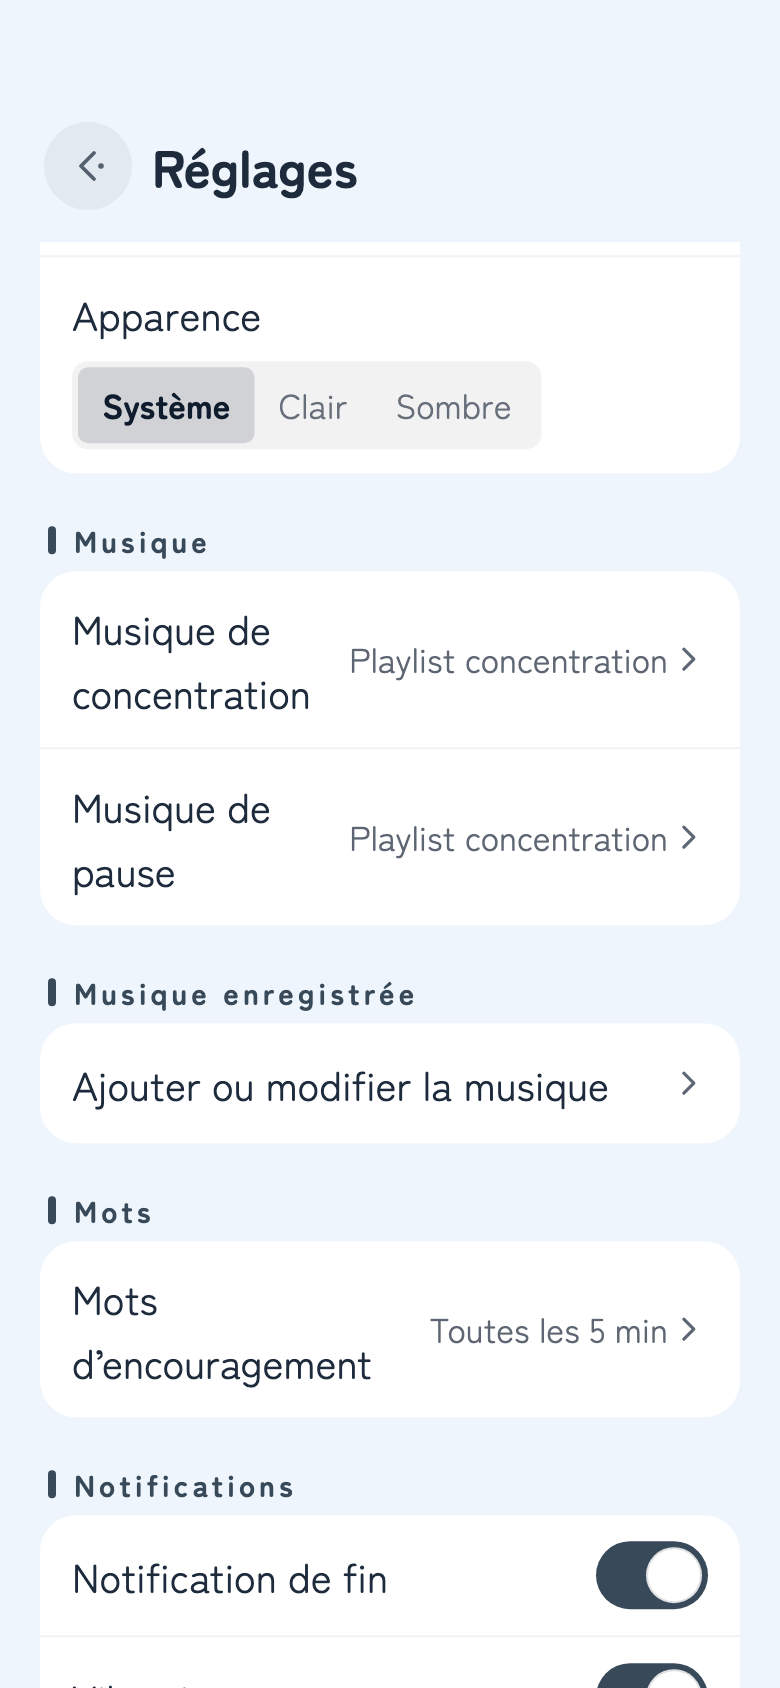 Réglages
Apparence
Système Clair Sombre
Musique
Musique de
concentration
Playlist concentration
Musique de
pause
Playlist concentration
Musique enregistrée
Ajouter ou modifier la musique
Mots
Mots
d’encouragement
Toutes les 5 min
Notifications
Notification de fin